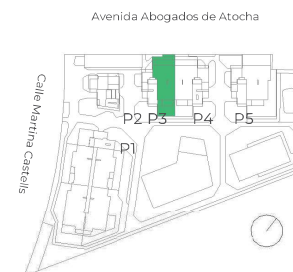 Avenida Abogados de Atocha
Calle Martina Castells
P2 P3 P4 P5
P1